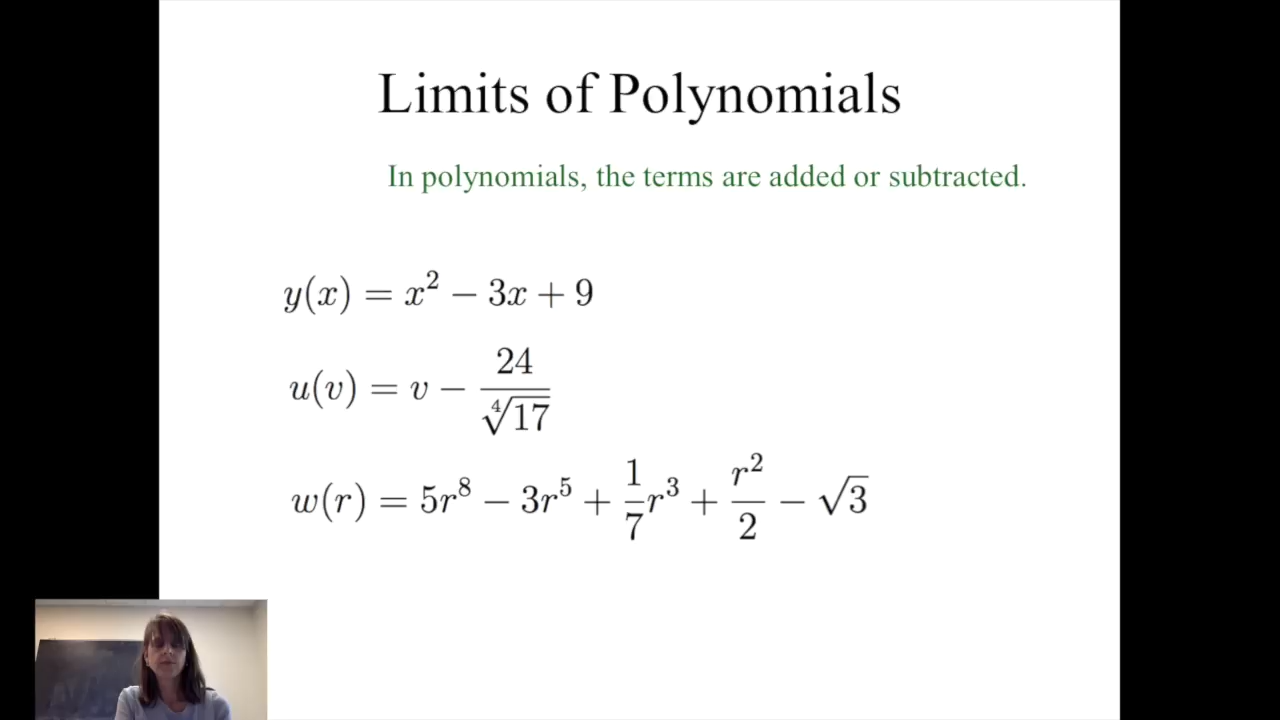 Limits of Polynomials
In polynomials, the terms are added or subtracted.
y(x) = x² − 3x + 9
u(v) = v − 24/∜17
w(r) = 5r⁸ − 3r⁵ + 1/7 r³ + r²/2 − √3